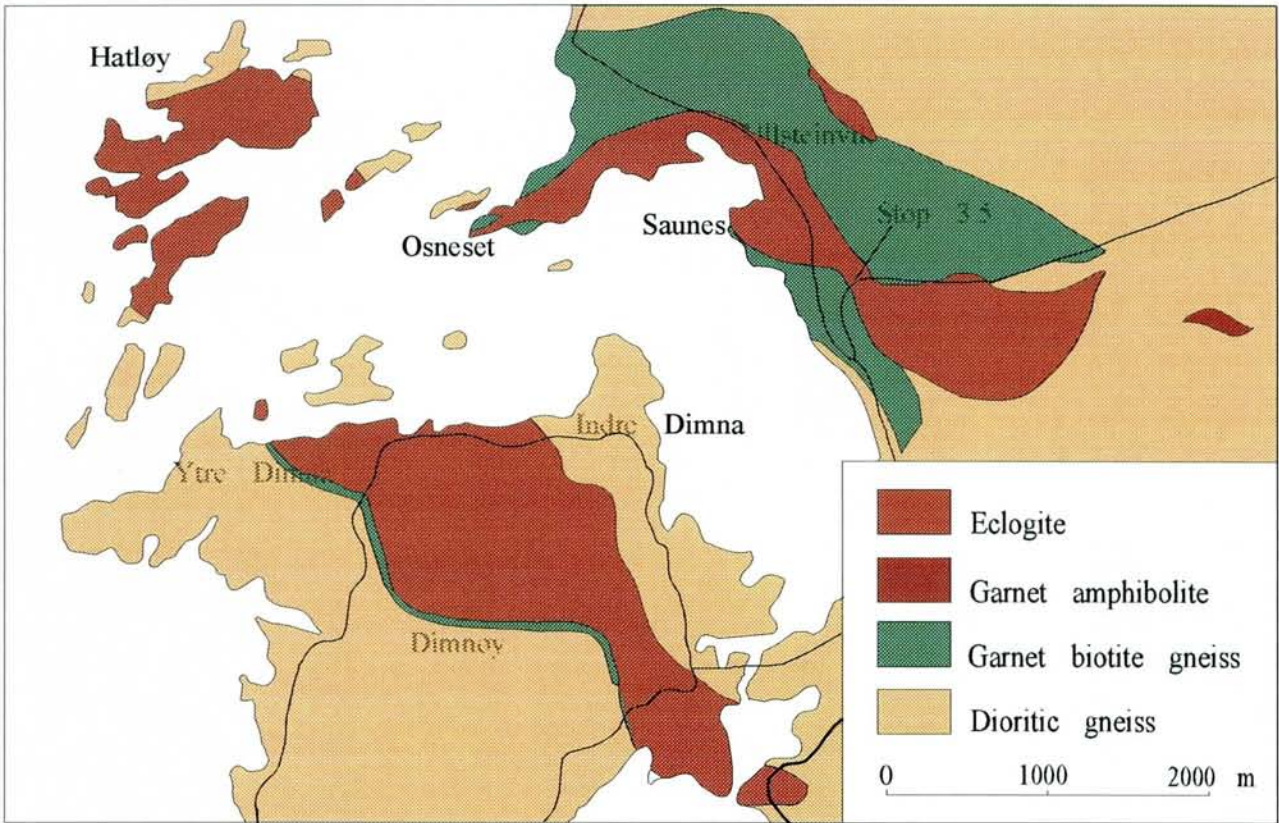 Hatløy
Stop 3.5
Saunes
Osneset
Indre Dimna
Ytre
Dimnøy
Eclogite
Garnet amphibolite
Garnet biotite gneiss
Dioritic gneiss
0 1000 2000 m